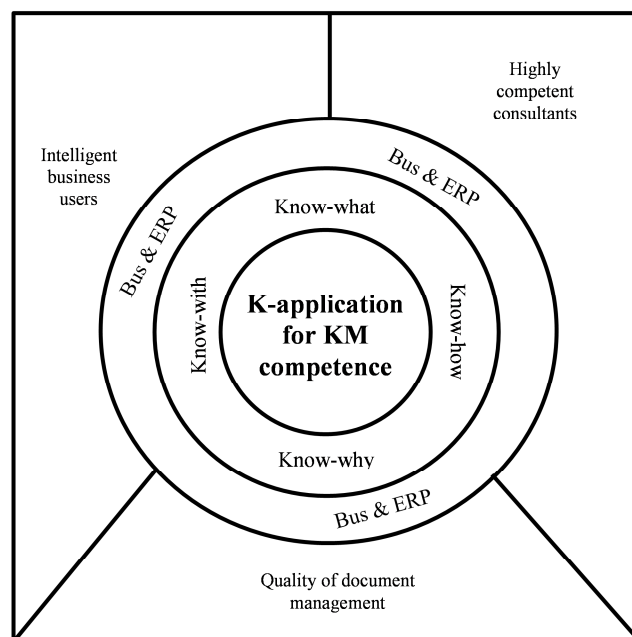 Highly
competent
consultants
Intelligent
business
users
Bus & ERP
Bus & ERP
Know-what
Know-with
K-application
for KM
competence
Know-how
Know-why
Bus & ERP
Quality of document
management